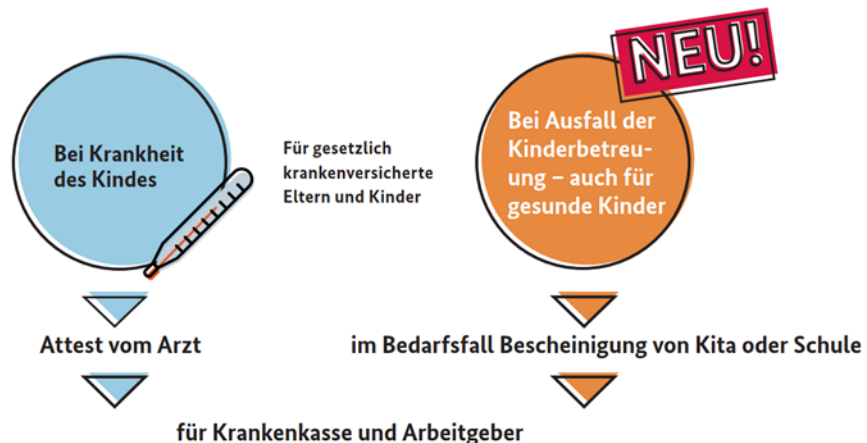 NEU!
Bei Krankheit
des Kindes
Für gesetzlich
krankenversicherte
Eltern und Kinder
Bei Ausfall der
Kinderbetreu-
ung – auch für
gesunde Kinder
Attest vom Arzt
im Bedarfsfall Bescheinigung von Kita oder Schule
für Krankenkasse und Arbeitgeber